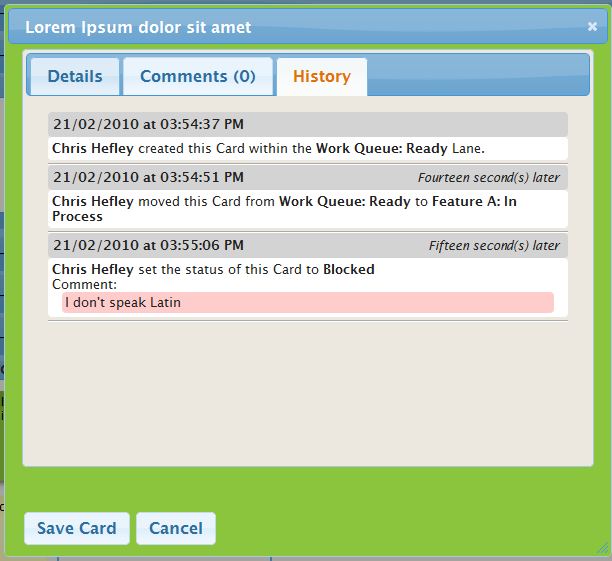 Lorem Ipsum dolor sit amet
Details Comments (0) History
21/02/2010 at 03:54:37 PM
Chris Hefley created this Card within the Work Queue: Ready Lane.
21/02/2010 at 03:54:51 PM Fourteen second(s) later
Chris Hefley moved this Card from Work Queue: Ready to Feature A: In
Process
21/02/2010 at 03:55:06 PM Fifteen second(s) later
Chris Hefley set the status of this Card to Blocked
Comment:
I don't speak Latin
Save Card Cancel